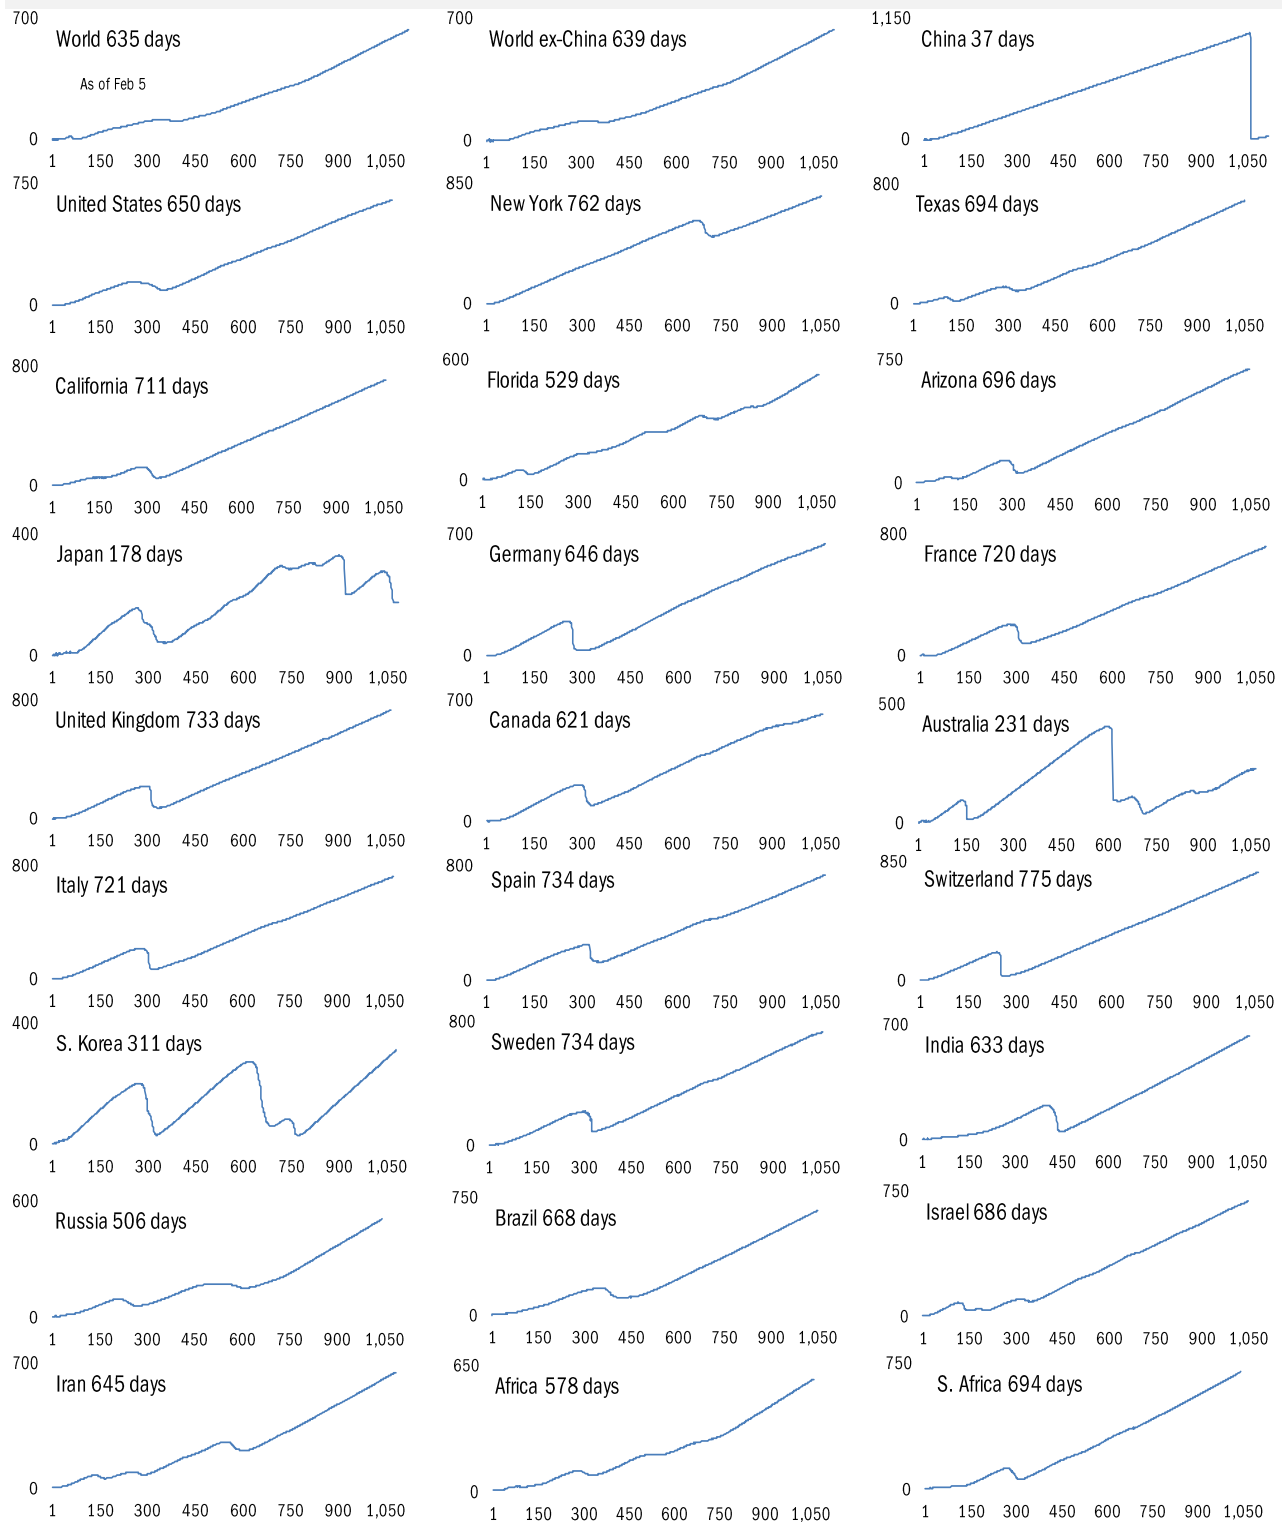 700 700 1,150
World 635 days World ex-China 639 days China 37 days
As of Feb 5
0 0 0
1 150 300 450 600 750 900 1,050 1 150 300 450 600 750 900 1,050 1 150 300 450 600 750 900 1,050
750 850 800
United States 650 days New York 762 days Texas 694 days
0 0 0
1 150 300 450 600 750 900 1,050 1 150 300 450 600 750 900 1,050 1 150 300 450 600 750 900 1,050
800 600 750
California 711 days Florida 529 days Arizona 696 days
0 0 0
1 150 300 450 600 750 900 1,050 1 150 300 450 600 750 900 1,050 1 150 300 450 600 750 900 1,050
400 700 800
Japan 178 days Germany 646 days France 720 days
0 0 0
1 150 300 450 600 750 900 1,050 1 150 300 450 600 750 900 1,050 1 150 300 450 600 750 900 1,050
800 700 500
United Kingdom 733 days Canada 621 days Australia 231 days
0 0 0
1 150 300 450 600 750 900 1,050 1 150 300 450 600 750 900 1,050 1 150 300 450 600 750 900 1,050
800 800 850
Italy 721 days Spain 734 days Switzerland 775 days
0 0 0
1 150 300 450 600 750 900 1,050 1 150 300 450 600 750 900 1,050 1 150 300 450 600 750 900 1,050
400 800 700
S. Korea 311 days Sweden 734 days India 633 days
0 0 0
1 150 300 450 600 750 900 1,050 1 150 300 450 600 750 900 1,050 1 150 300 450 600 750 900 1,050
600 750 750
Russia 506 days Brazil 668 days Israel 686 days
0 0 0
1 150 300 450 600 750 900 1,050 1 150 300 450 600 750 900 1,050 1 150 300 450 600 750 900 1,050
700 650 750
Iran 645 days Africa 578 days S. Africa 694 days
0 0 0
1 150 300 450 600 750 900 1,050 1 150 300 450 600 750 900 1,050 1 150 300 450 600 750 900 1,050